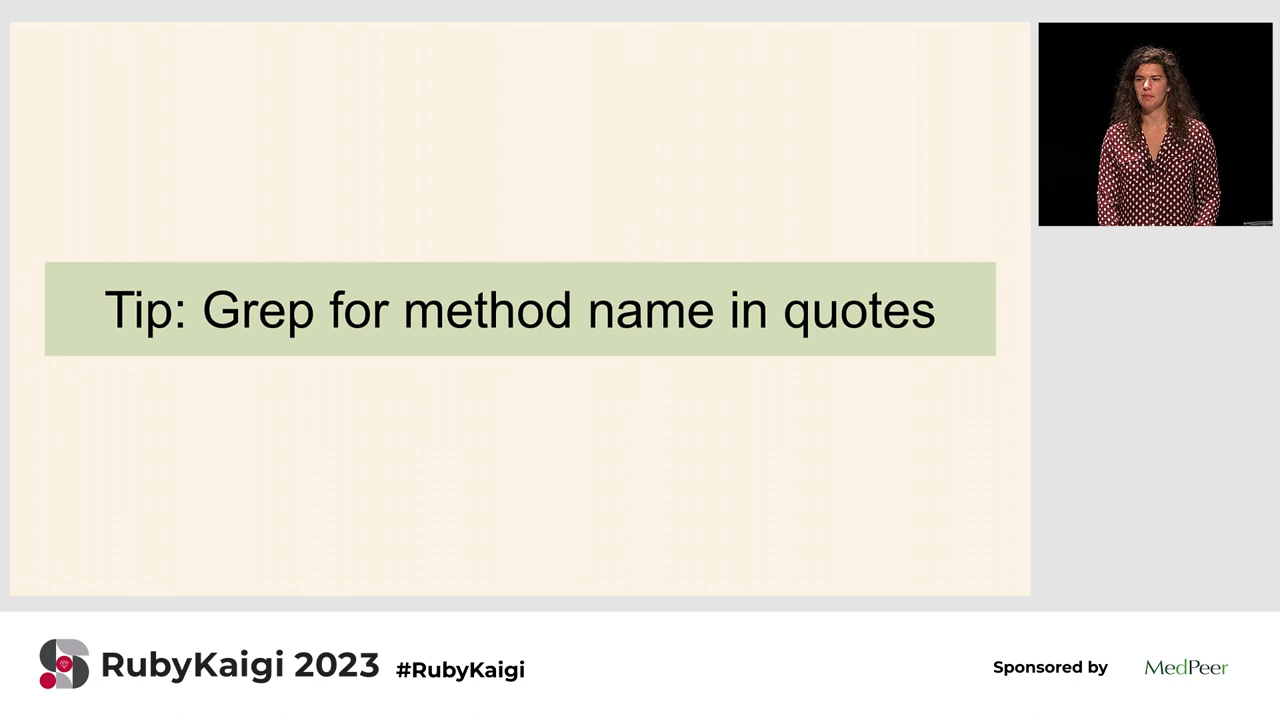 Tip: Grep for method name in quotes
RubyKaigi 2023 #RubyKaigi
Sponsored by MedPeer